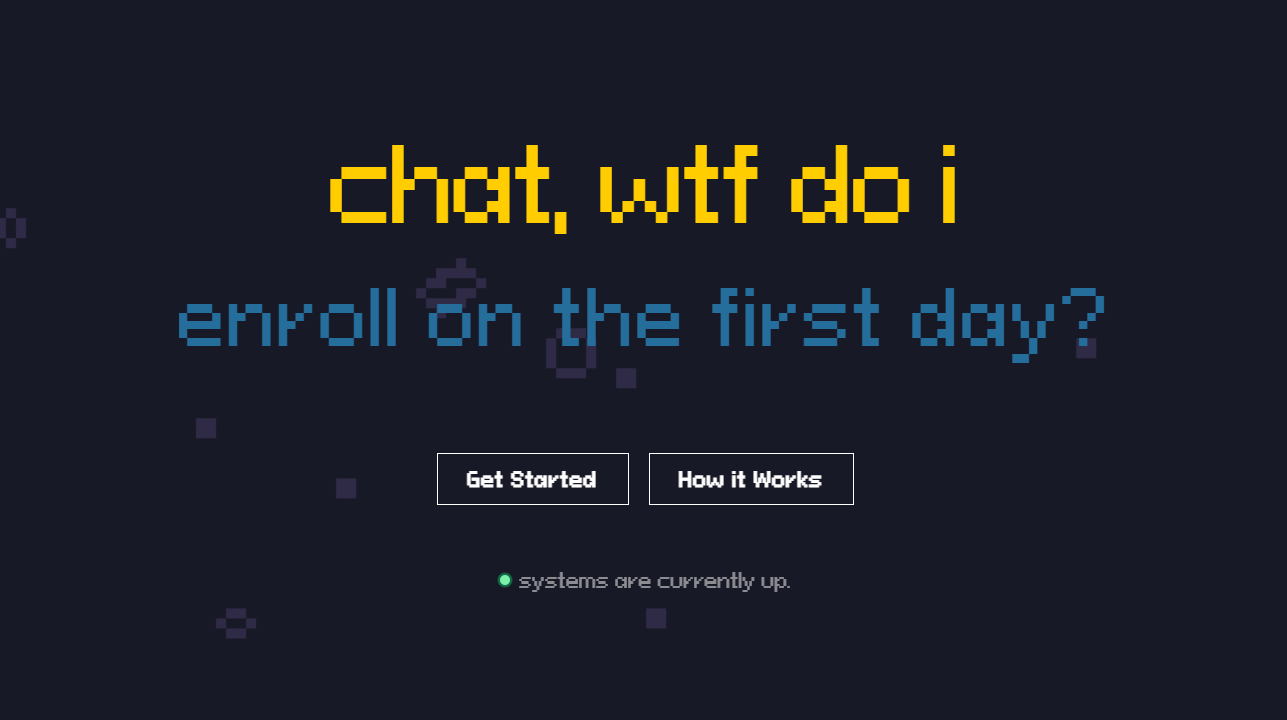 chat, wtf do i
enroll on the first day?
Get Started
How it Works
systems are currently up.